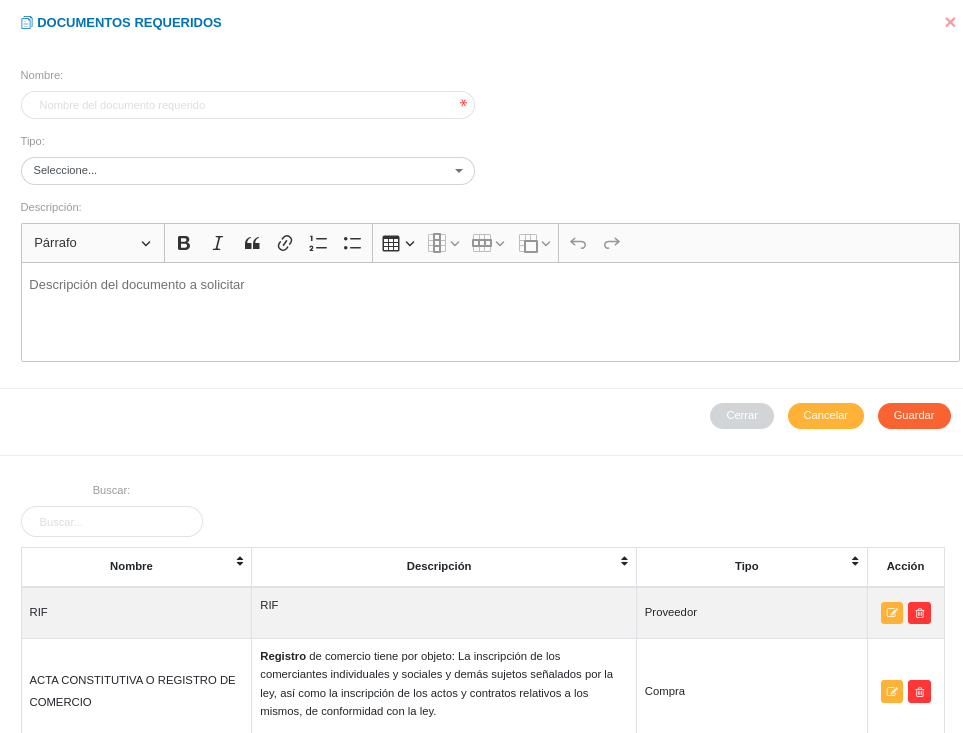 DOCUMENTOS REQUERIDOS
Nombre:
Nombre del documento requerido *
Tipo:
Seleccione...
Descripción:
Párrafo
Descripción del documento a solicitar
Cerrar Cancelar Guardar
Buscar:
Buscar...
Nombre Descripción Tipo Acción
RIF RIF Proveedor
ACTA CONSTITUTIVA O REGISTRO DE
COMERCIO
Registro de comercio tiene por objeto: La inscripción de los
comerciantes individuales y sociales y demás sujetos señalados por la
ley, así como la inscripción de los actos y contratos relativos a los
mismos, de conformidad con la ley.
Compra